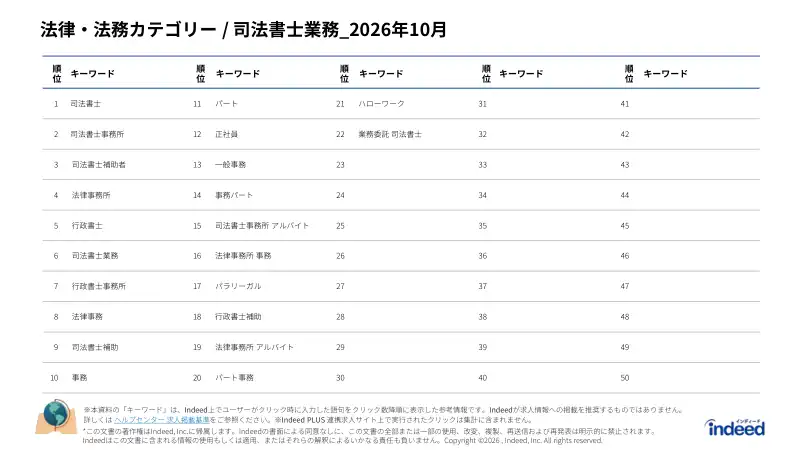 法律・法務カテゴリー / 司法書士業務_2026年10月
順位 キーワード 順位 キーワード 順位 キーワード 順位 キーワード 順位 キーワード
1 司法書士 11 パート 21 ハローワーク 31 41
2 司法書士事務所 12 正社員 22 業務委託 司法書士 32 42
3 司法書士補助者 13 一般事務 23 33 43
4 法律事務所 14 事務パート 24 34 44
5 行政書士 15 司法書士事務所 アルバイト 25 35 45
6 司法書士業務 16 法律事務所 事務 26 36 46
7 行政書士事務所 17 パラリーガル 27 37 47
8 法律事務 18 行政書士補助 28 38 48
9 司法書士補助 19 法律事務所 アルバイト 29 39 49
10 事務 20 パート事務 30 40 50
※本資料の「キーワード」は、Indeed上でユーザーがクリック時に入力した語句をクリック数降順に表示した参考情報です。Indeedが求人情報への掲載を推奨するものではありません。
詳しくは ヘルプセンター 求人掲載基準をご参照ください。※Indeed PLUS 連携求人サイト上で実行されたクリックは集計に含まれません。
*この文書の著作権はIndeed, Inc.に帰属します。Indeedの書面による同意なしに、この文書の全部または一部の使用、改変、複製、再送信および再発表は明示的に禁止されます。
Indeedはこの文書に含まれる情報の使用もしくは適用、またはそれらの解釈によるいかなる責任も負いません。Copyright ©2026 , Indeed, Inc. All rights reserved.
インディード
indeed